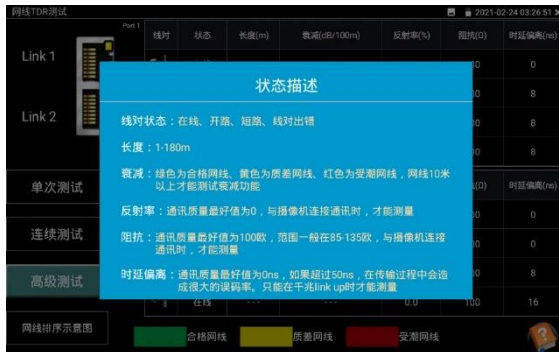 网线TDR测试
2021-02-24 03:26:51
Port 1
线对 状态 长度(m) 衰减(dB/100m) 反射率(%) 阻抗(Ω) 时延偏离(ns)
Link 1
0
8
Link 2
8
8
状态描述
线对状态：在线、开路、短路、线对出错
长度：1-180m
衰减：绿色为合格网线、黄色为质差网线、红色为受潮网线，网线10米
以上才能测试衰减功能
反射率：通讯质量最好值为0，与摄像机连接通讯时，才能测量
阻抗：通讯质量最好值为100欧，范围一般在85-135欧，与摄像机连接
通讯时，才能测量
时延偏离：通讯质量最好值为0ns，如果超过50ns，在传输过程中会造
成很大的误码率。只能在千兆link up时才能测量
单次测试
时延偏离(ns)
连续测试
0
0
高级测试
8
在线 --- --- 0.0 100 16
网线排序示意图
合格网线 质差网线 受潮网线